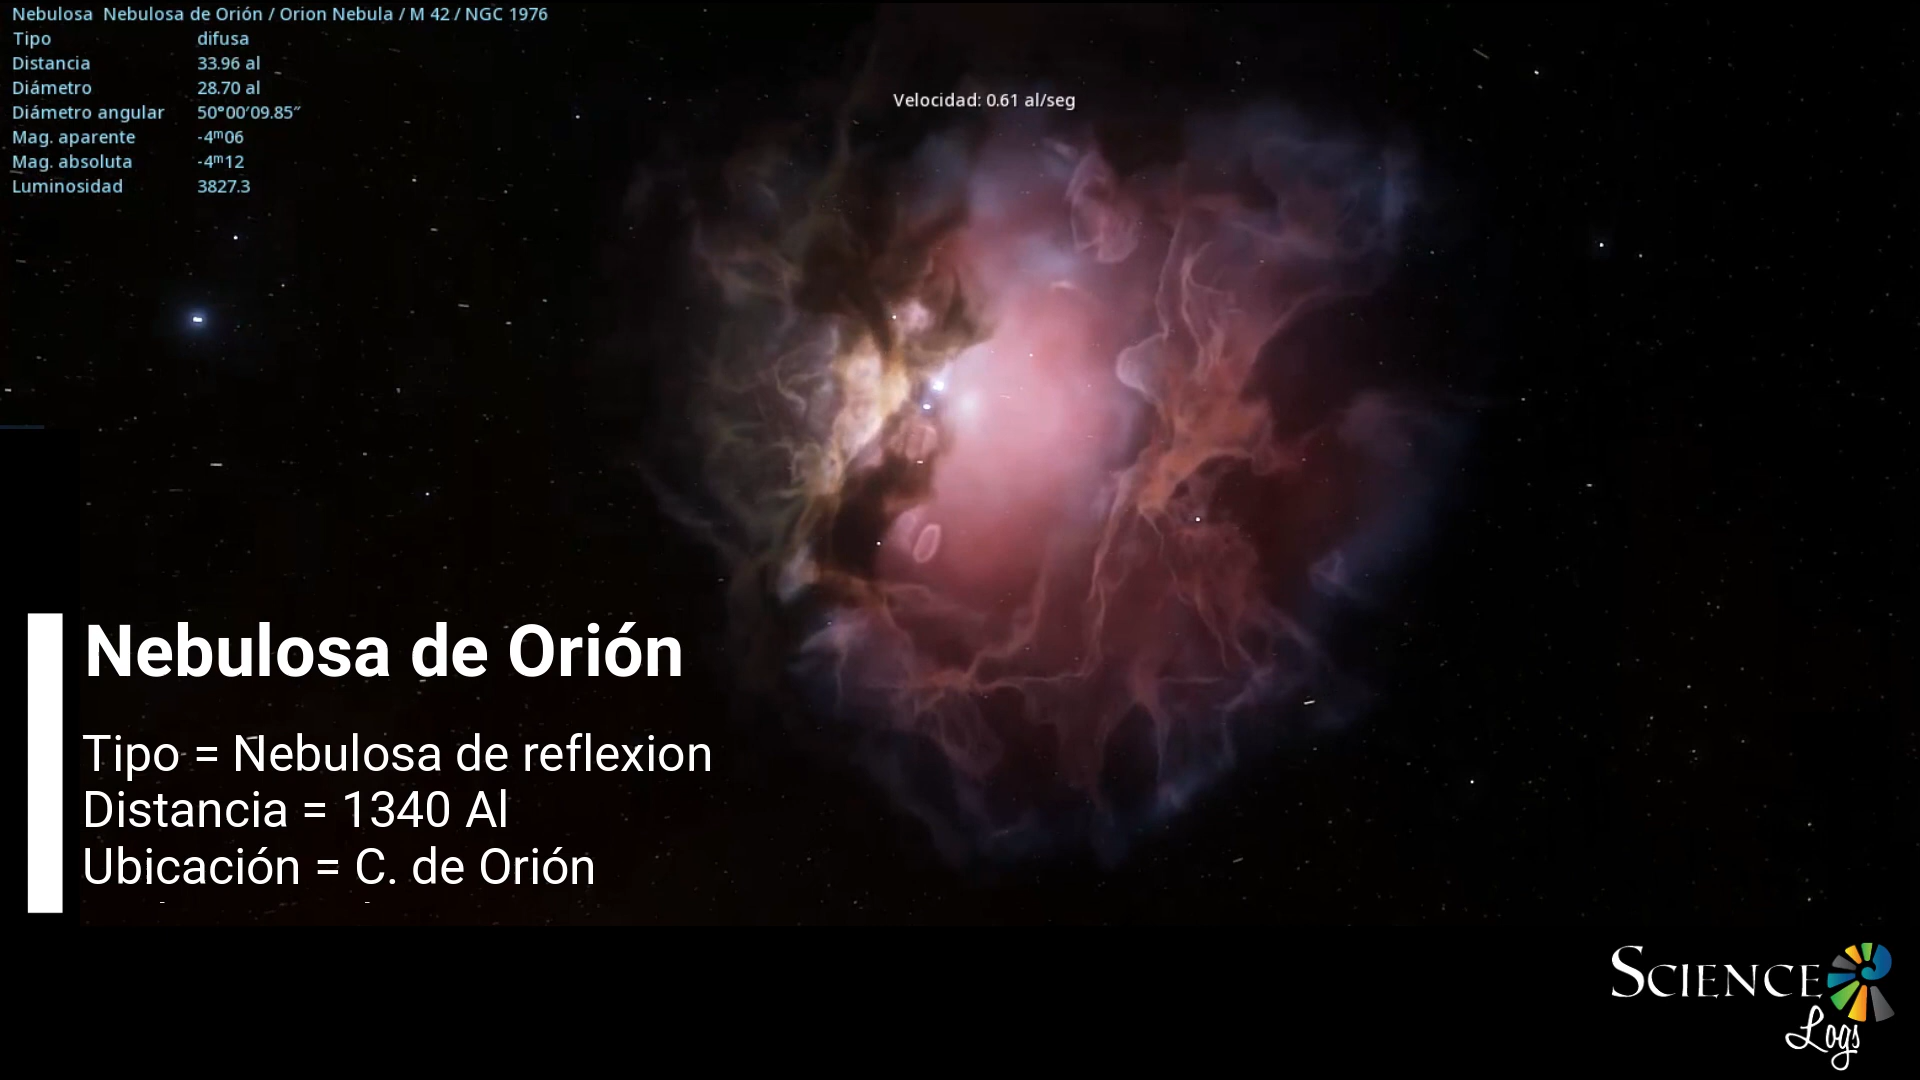 Nebulosa Nebulosa de Orión / Orion Nebula / M 42 / NGC 1976
Tipo difusa
Distancia 33.96 al
Diámetro 28.70 al
Diámetro angular 50°00′09.85″
Mag. aparente -4ᵐ06
Mag. absoluta -4ᵐ12
Luminosidad 3827.3
Velocidad: 0.61 al/seg
Nebulosa de Orión
Tipo = Nebulosa de reflexion
Distancia = 1340 Al
Ubicación = C. de Orión
SCIENCE
Logs